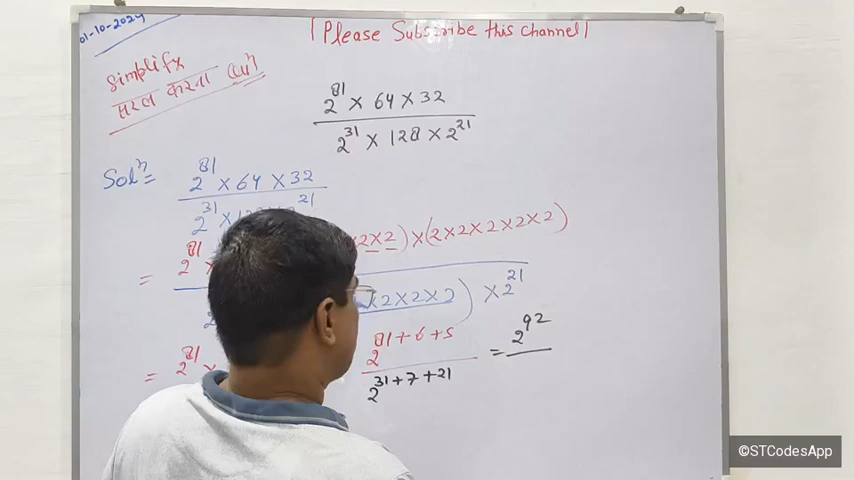 01-10-2024
| Please Subscribe this channel |
Simplify
सरल करना
2^81 × 64 × 32
2^31 × 128 × 2^21
Solⁿ=
2^81 × 64 × 32
2^31 × 2^21
= 2^81 2×2) × (2×2×2×2×2)
×2×2×2) × 2^21
= 2^81 × 2^81+6+5 = 2^92
2^31+7+21
©STCodesApp